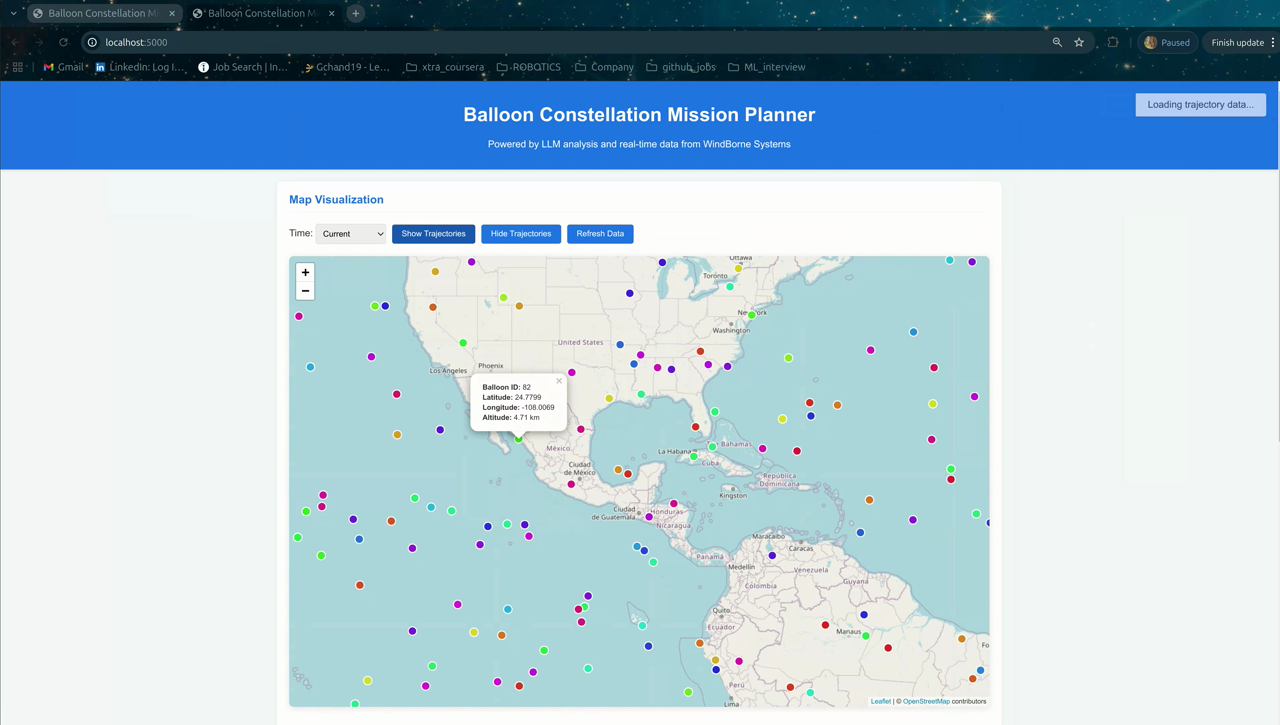 Balloon Constellation Mi
Balloon Constellation M
localhost:5000
Paused
Finish update
Gmail
LinkedIn: Log I...
Job Search | In...
Gchand19 - Le...
xtra_coursera
ROBOTICS
Company
github_jobs
ML_interview
Balloon Constellation Mission Planner
Loading trajectory data...
Powered by LLM analysis and real-time data from WindBorne Systems
Map Visualization
Time:
Current
Show Trajectories
Hide Trajectories
Refresh Data
+
−
Ottawa
Toronto
New York
Washington
United States
Los Angeles
Phoenix
Balloon ID: 82
Latitude: 24.7799
Longitude: -108.0069
Altitude: 4.71 km
México
Ciudad
de México
La Habana
Bahamas
Cuba
Kingston
República
Dominicana
Ciudad
de Guatemala
Honduras
Nicaragua
Panamá
Maracaibo
Caracas
Medellín
Venezuela
Colombia
Guyana
Quito
Ecuador
Manaus
Perú
Lima
Fo
Leaflet | © OpenStreetMap contributors